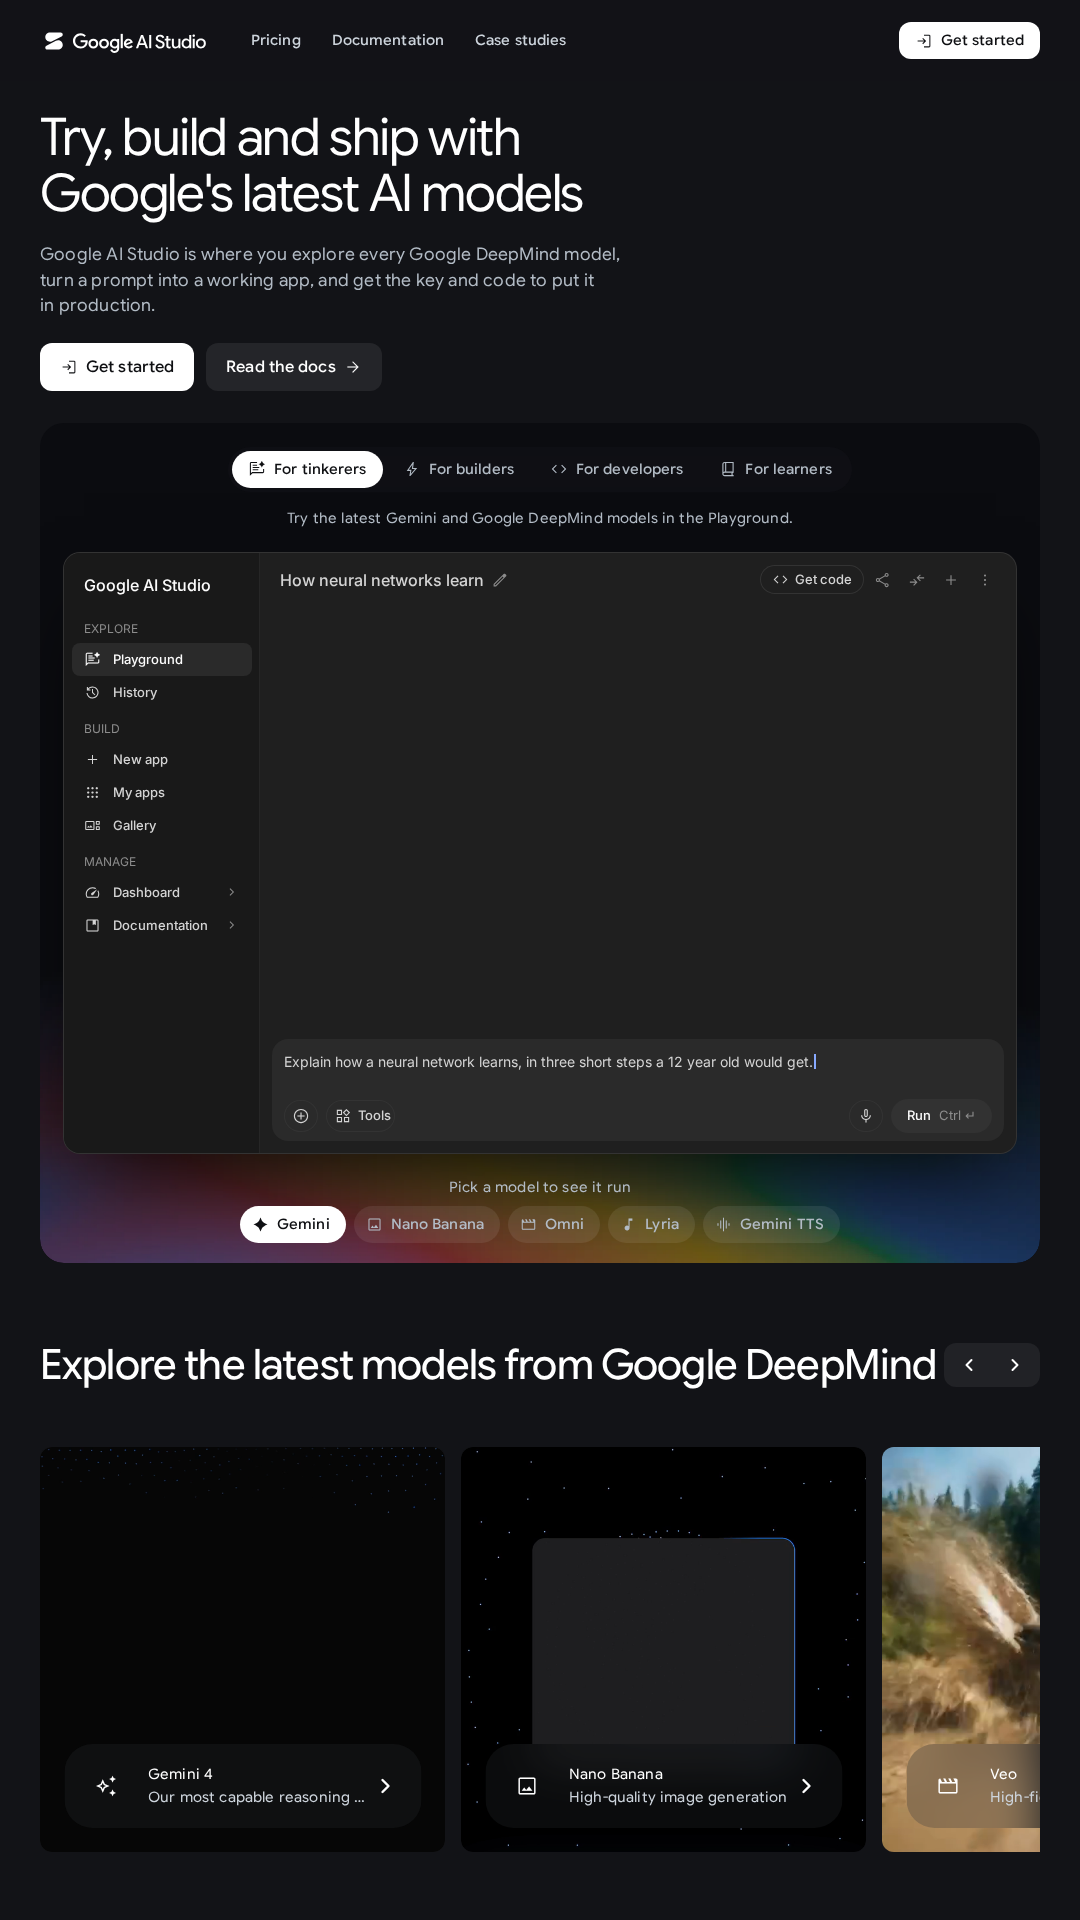 Google AI Studio
Pricing
Documentation
Case studies
Get started
Try, build and ship with
Google's latest AI models
Google AI Studio is where you explore every Google DeepMind model,
turn a prompt into a working app, and get the key and code to put it
in production.
Get started
Read the docs
For tinkerers
For builders
For developers
For learners
Try the latest Gemini and Google DeepMind models in the Playground.
Google AI Studio
How neural networks learn
Get code
EXPLORE
Playground
History
BUILD
New app
My apps
Gallery
MANAGE
Dashboard
Documentation
Explain how a neural network learns, in three short steps a 12 year old would get.
Tools
Run Ctrl ↵
Pick a model to see it run
Gemini
Nano Banana
Omni
Lyria
Gemini TTS
Explore the latest models from Google DeepMind
Gemini 4
Our most capable reasoning ...
Nano Banana
High-quality image generation
Veo